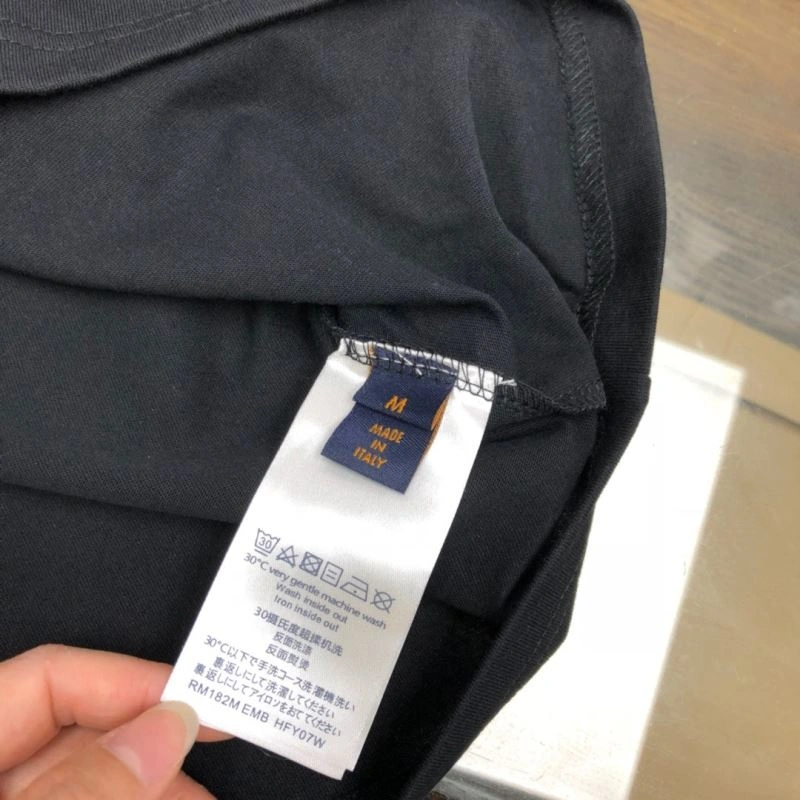 M
MADE
IN
ITALY
30
30°C very gentle machine wash
Wash inside out
Iron inside out
30摄氏度超揉机洗
反面洗涤
反面熨烫
30°C以下で手洗コース洗濯機洗い
裏返しにして洗濯してください
裏返しにしてアイロンをおててください
RM182M EMB HFY07W